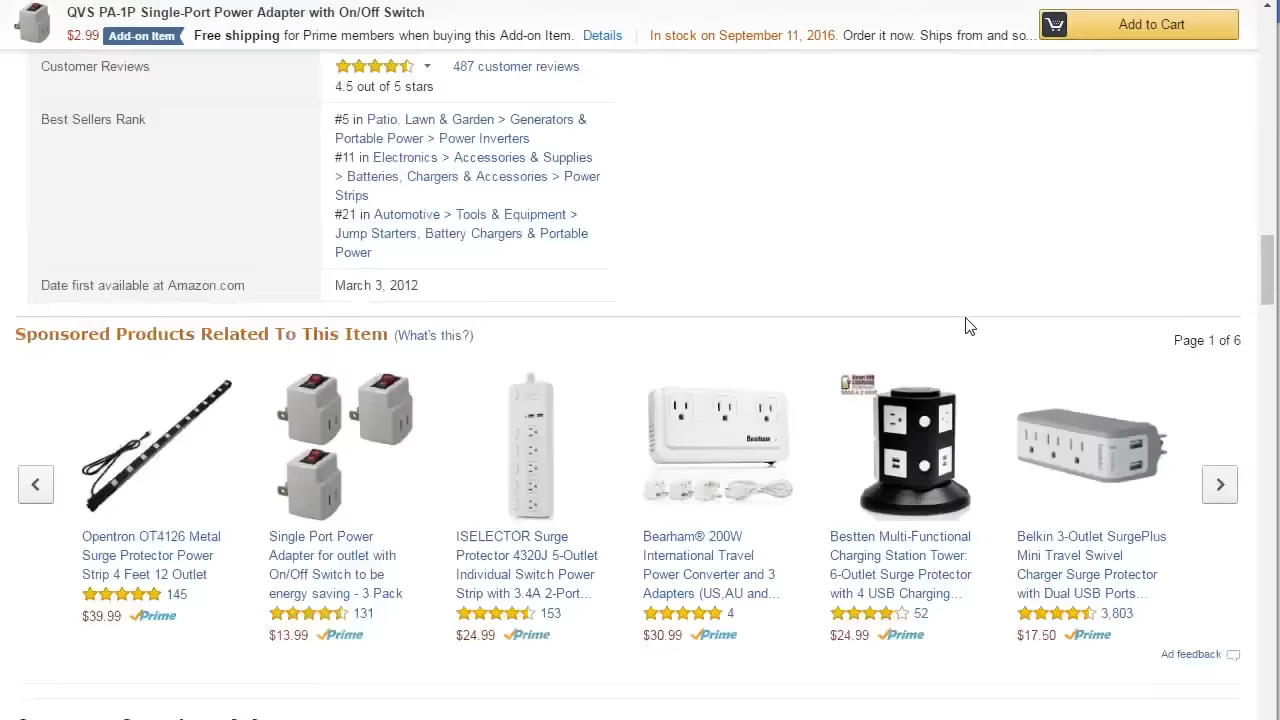 QVS PA-1P Single-Port Power Adapter with On/Off Switch
$2.99 Add-on Item Free shipping for Prime members when buying this Add-on Item. Details In stock on September 11, 2016. Order it now. Ships from and so...
Add to Cart
Customer Reviews
487 customer reviews
4.5 out of 5 stars
Best Sellers Rank
#5 in Patio, Lawn & Garden > Generators &
Portable Power > Power Inverters
#11 in Electronics > Accessories & Supplies
> Batteries, Chargers & Accessories > Power
Strips
#21 in Automotive > Tools & Equipment >
Jump Starters, Battery Chargers & Portable
Power
Date first available at Amazon.com
March 3, 2012
Sponsored Products Related To This Item (What's this?)
Page 1 of 6
Bearham
Opentron OT4126 Metal
Surge Protector Power
Strip 4 Feet 12 Outlet
145
$39.99 Prime
Single Port Power
Adapter for outlet with
On/Off Switch to be
energy saving - 3 Pack
131
$13.99 Prime
ISELECTOR Surge
Protector 4320J 5-Outlet
Individual Switch Power
Strip with 3.4A 2-Port...
153
$24.99 Prime
Bearham® 200W
International Travel
Power Converter and 3
Adapters (US,AU and...
4
$30.99 Prime
Bestten Multi-Functional
Charging Station Tower:
6-Outlet Surge Protector
with 4 USB Charging...
52
$24.99 Prime
Belkin 3-Outlet SurgePlus
Mini Travel Swivel
Charger Surge Protector
with Dual USB Ports...
3,803
$17.50 Prime
Ad feedback